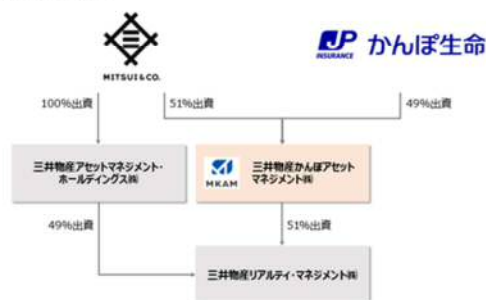 MITSUI & CO.
JP
INSURANCE
かんぽ生命
100%出資
51%出資
49%出資
三井物産アセットマネジメント・
ホールディングス㈱
MKAM
三井物産かんぽアセット
マネジメント㈱
49%出資
51%出資
三井物産リアルティ・マネジメント㈱